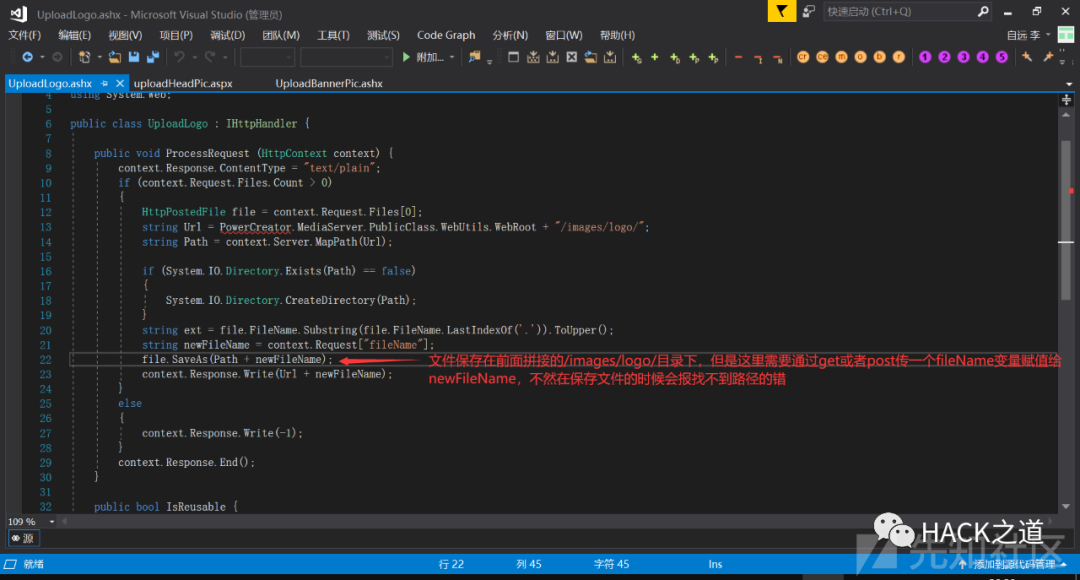 UploadLogo.ashx - Microsoft Visual Studio (管理员)
快速启动 (Ctrl+Q)
文件(F) 编辑(E) 视图(V) 项目(P) 调试(D) 团队(M) 工具(T) 测试(S) Code Graph 分析(N) 窗口(W) 帮助(H)
自远 李
附加...
UploadLogo.ashx uploadHeadPic.aspx UploadBannerPic.ashx
4 using System.Web;
5
6 public class UploadLogo : IHttpHandler {
7
8 public void ProcessRequest (HttpContext context) {
9 context.Response.ContentType = "text/plain";
10 if (context.Request.Files.Count > 0)
11 {
12 HttpPostedFile file = context.Request.Files[0];
13 string Url = PowerCreator.MediaServer.PublicClass.WebUtils.WebRoot + "/images/logo/";
14 string Path = context.Server.MapPath(Url);
15
16 if (System.IO.Directory.Exists(Path) == false)
17 {
18 System.IO.Directory.CreateDirectory(Path);
19 }
20 string ext = file.FileName.Substring(file.FileName.LastIndexOf('.')).ToUpper();
21 string newFileName = context.Request["fileName"];
22 file.SaveAs(Path + newFileName);
文件保存在前面拼接的/images/logo/目录下，但是这里需要通过get或者post传一个fileName变量赋值给
newFileName，不然在保存文件的时候会报找不到路径的错
23 context.Response.Write(Url + newFileName);
24 }
25 else
26 {
27 context.Response.Write(-1);
28 }
29 context.Response.End();
30 }
31
32 public bool IsReusable {
109 %
源
HACK之道
先知社区
就绪 行 22 列 45 字符 45 Ins 添加到源代码管理